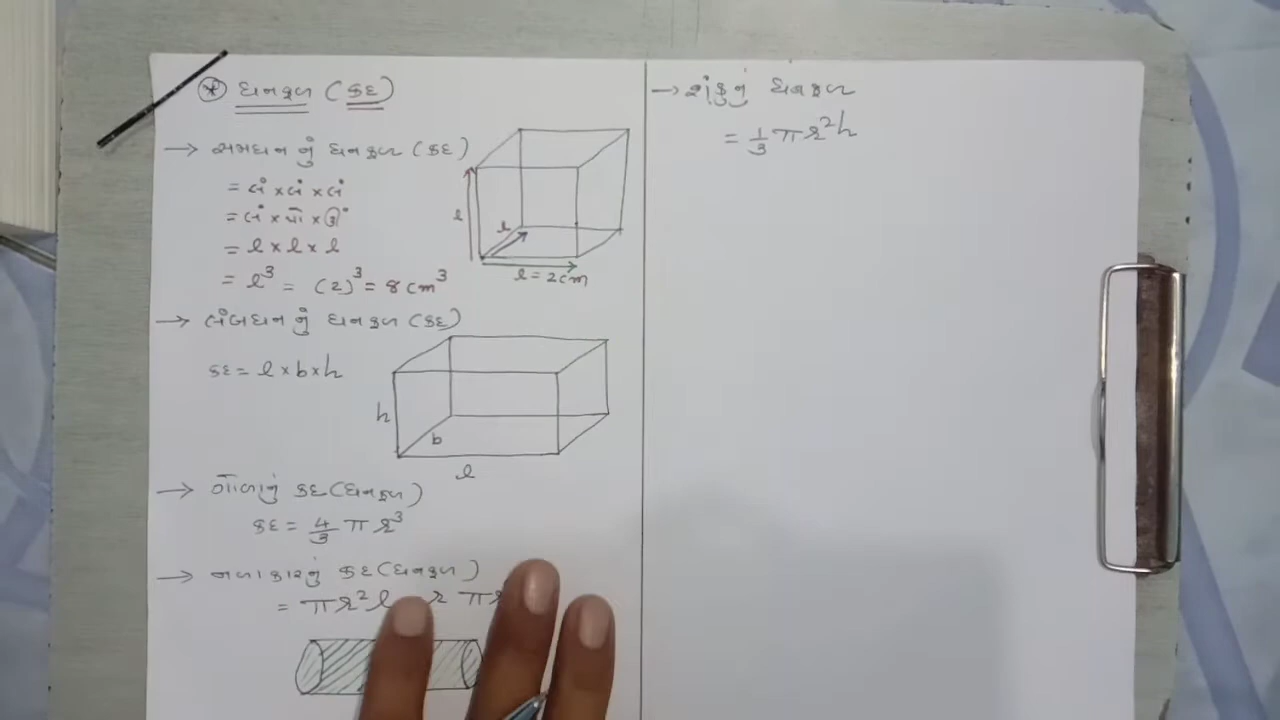 * ઘનફળ (કદ)
→ સમઘન નું ઘનફળ (કદ)
= લં × લં × લં
= લં × પ × ઊં
= l × l × l
= l³ = (2)³ = 8 cm³
l
l
l = 2cm
→ લંબઘન નું ઘનફળ (કદ)
કદ = l × b × h
h
b
l
→ ગોળાનું કદ (ઘનફળ)
કદ = 4/3 π r³
→ નળાકારનું કદ (ઘનફળ)
= πr²l
→ શંકુનું ઘનફળ
= 1/3 πr²h